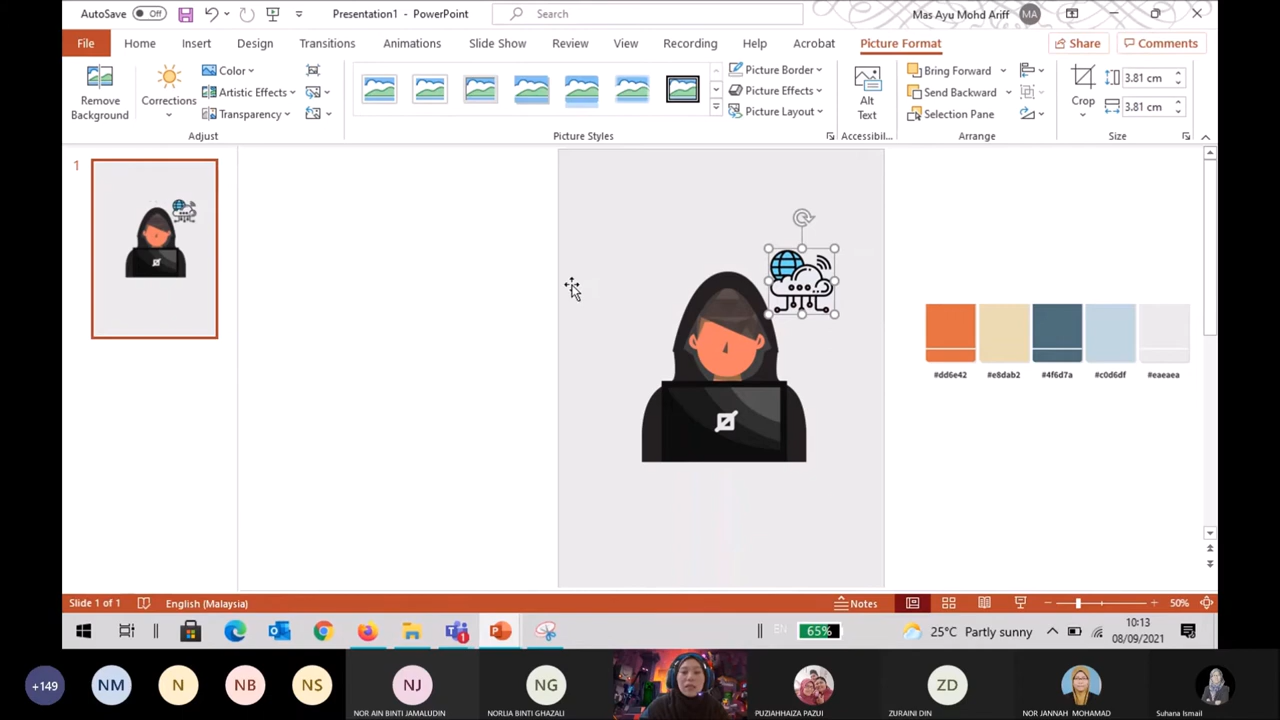 AutoSave Off Presentation1 - PowerPoint Search Mas Ayu Mohd Ariff MA
File Home Insert Design Transitions Animations Slide Show Review View Recording Help Acrobat Picture Format Share Comments
Remove Background
Corrections
Color
Artistic Effects
Transparency
Adjust
Picture Styles
Picture Border
Picture Effects
Picture Layout
Alt Text
Accessibil...
Bring Forward
Send Backward
Selection Pane
Arrange
Crop
3.81 cm
3.81 cm
Size
1
#dd6e42 #e8dab2 #4f6d7a #c0d6df #eaeaea
Slide 1 of 1 English (Malaysia) Notes 50%
1 EN 65% 25°C Partly sunny 10:13
08/09/2021
+149 NM N NB NS NJ NG ZD
NOR AIN BINTI JAMALUDIN NORLIA BINTI GHAZALI PUZIAHHAIZA PAZUI ZURAINI DIN NOR JANNAH MOHAMAD Suhana Ismail